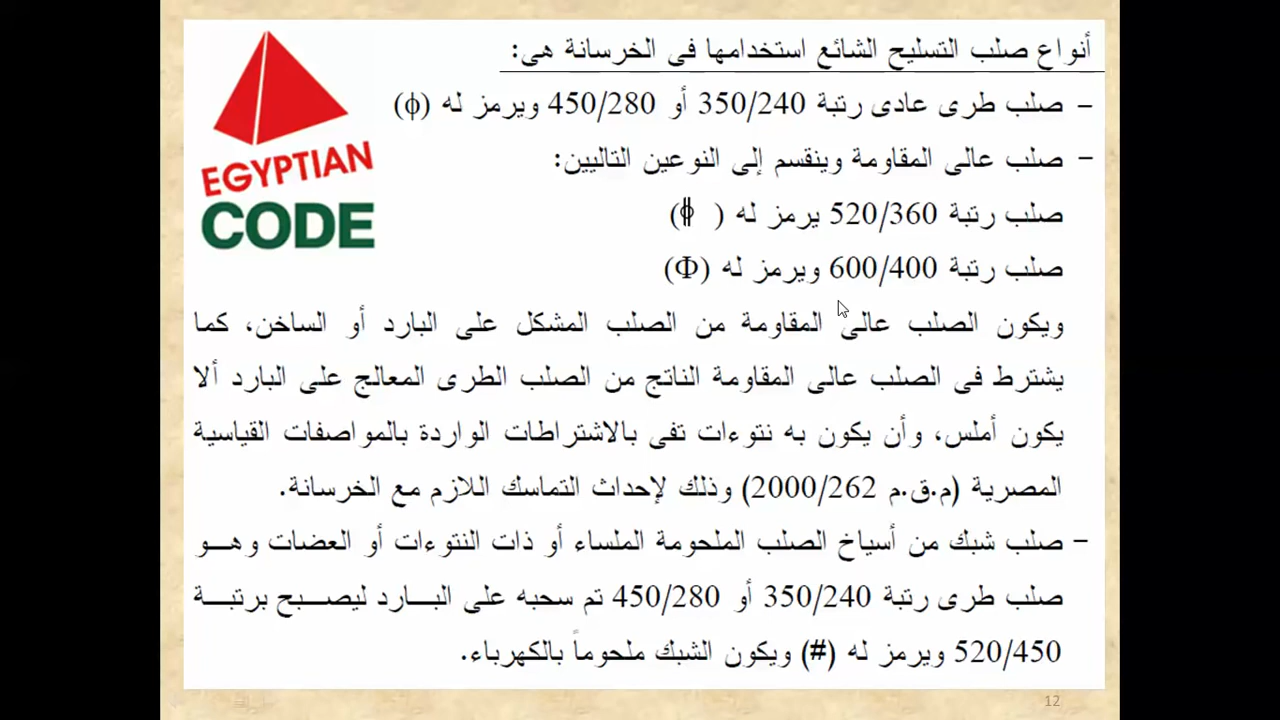 أنواع صلب التسليح الشائع استخدامها فى الخرسانة هى:
- صلب طرى عادى رتبة 350/240 أو 450/280 ويرمز له (ϕ)
- صلب عالى المقاومة وينقسم إلى النوعين التاليين:
صلب رتبة 520/360 يرمز له ( ⋕)
صلب رتبة 600/400 ويرمز له (Φ)
ويكون الصلب عالى المقاومة من الصلب المشكل على البارد أو الساخن، كما
يشترط فى الصلب عالى المقاومة الناتج من الصلب الطرى المعالج على البارد ألا
يكون أملس، وأن يكون به نتوءات تفى بالاشتراطات الواردة بالمواصفات القياسية
المصرية (م.ق.م 2000/262) وذلك لإحداث التماسك اللازم مع الخرسانة.
- صلب شبك من أسياخ الصلب الملحومة الملساء أو ذات النتوءات أو العضات وهو
صلب طرى رتبة 350/240 أو 450/280 تم سحبه على البارد ليصبح برتبة
520/450 ويرمز له (#) ويكون الشبك ملحوماً بالكهرباء.
EGYPTIAN
CODE
12